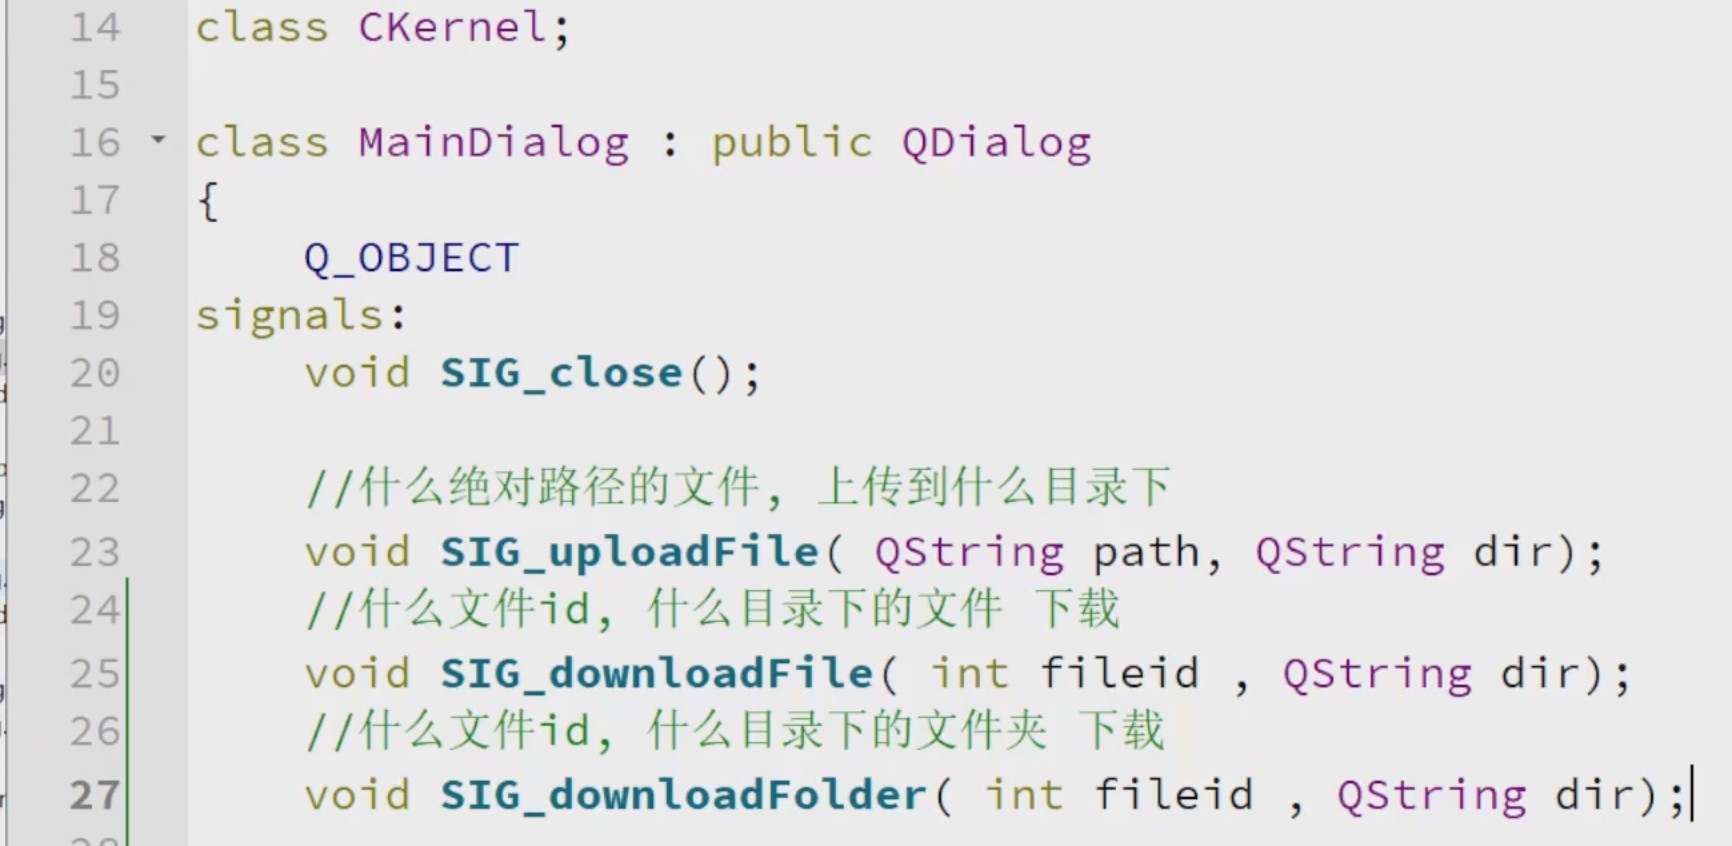 14 class CKernel;
15
16 class MainDialog : public QDialog
17 {
18 Q_OBJECT
19 signals:
20 void SIG_close();
21
22 //什么绝对路径的文件, 上传到什么目录下
23 void SIG_uploadFile( QString path, QString dir);
24 //什么文件id, 什么目录下的文件 下载
25 void SIG_downloadFile( int fileid , QString dir);
26 //什么文件id, 什么目录下的文件夹 下载
27 void SIG_downloadFolder( int fileid , QString dir);